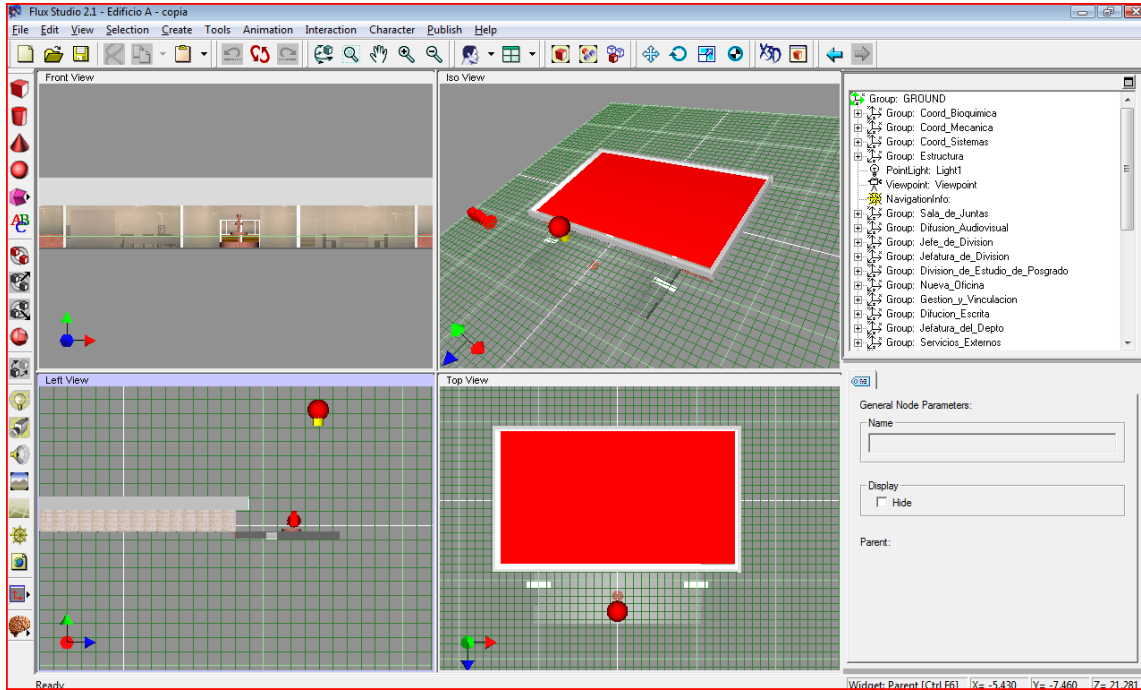 Flux Studio 2.1 - Edificio A - copia
File Edit View Selection Create Tools Animation Interaction Character Publish Help
X3D
ABC
Front View
Iso View
Left View
Top View
Group: GROUND
Group: Coord_Bioquimica
Group: Coord_Mecanica
Group: Coord_Sistemas
Group: Estructura
PointLight: Light1
Viewpoint: Viewpoint
NavigationInfo:
Group: Sala_de_Juntas
Group: Difusion_Audiovisual
Group: Jefe_de_Division
Group: Jefatura_de_Division
Group: Division_de_Estudio_de_Posgrado
Group: Nueva_Oficina
Group: Gestion_y_Vinculacion
Group: Difucion_Escrita
Group: Jefatura_del_Depto
Group: Servicios_Externos
General Node Parameters:
Name
Display
Hide
Parent:
Ready
Widget: Parent [Ctrl F6] X= -5.430 Y= -7.460 Z= 21.281